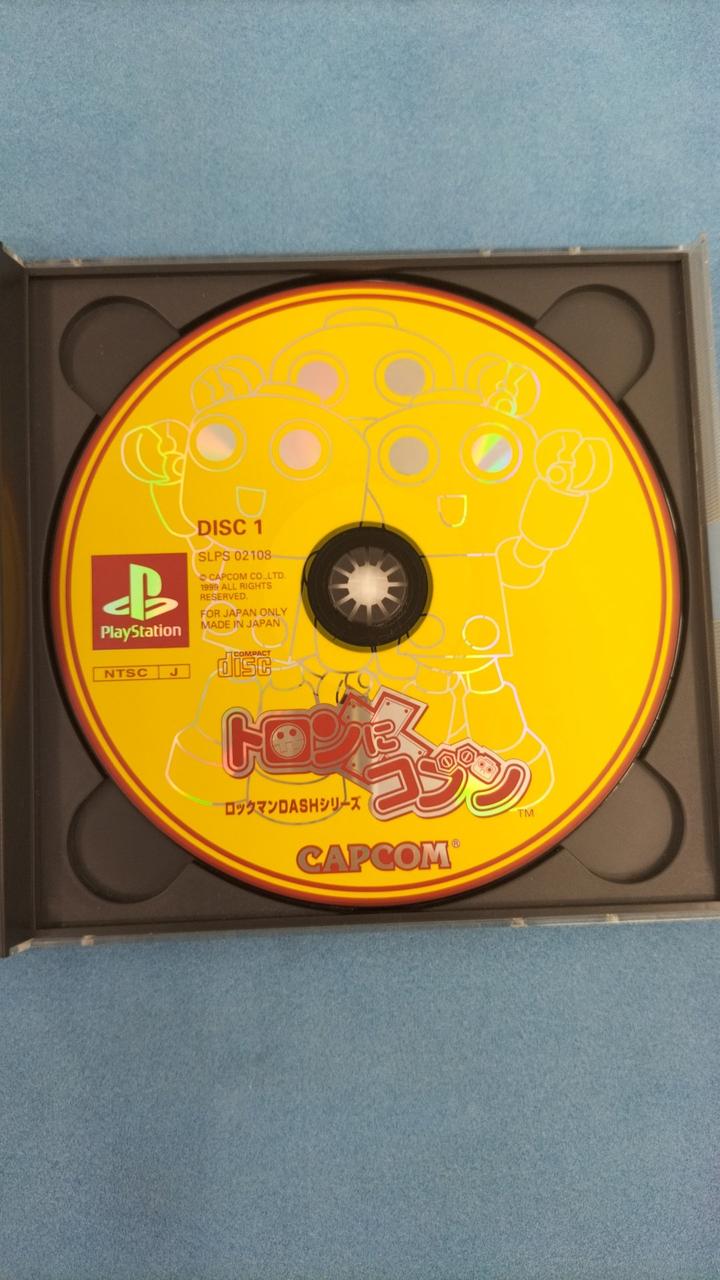 DISC 1
SLPS 02108
© CAPCOM CO.,LTD.
1999 ALL RIGHTS
RESERVED.
FOR JAPAN ONLY
MADE IN JAPAN
PlayStation
NTSC J
COMPACT
disc
トロンに
コブン
ロックマンDASHシリーズ
TM
CAPCOM®